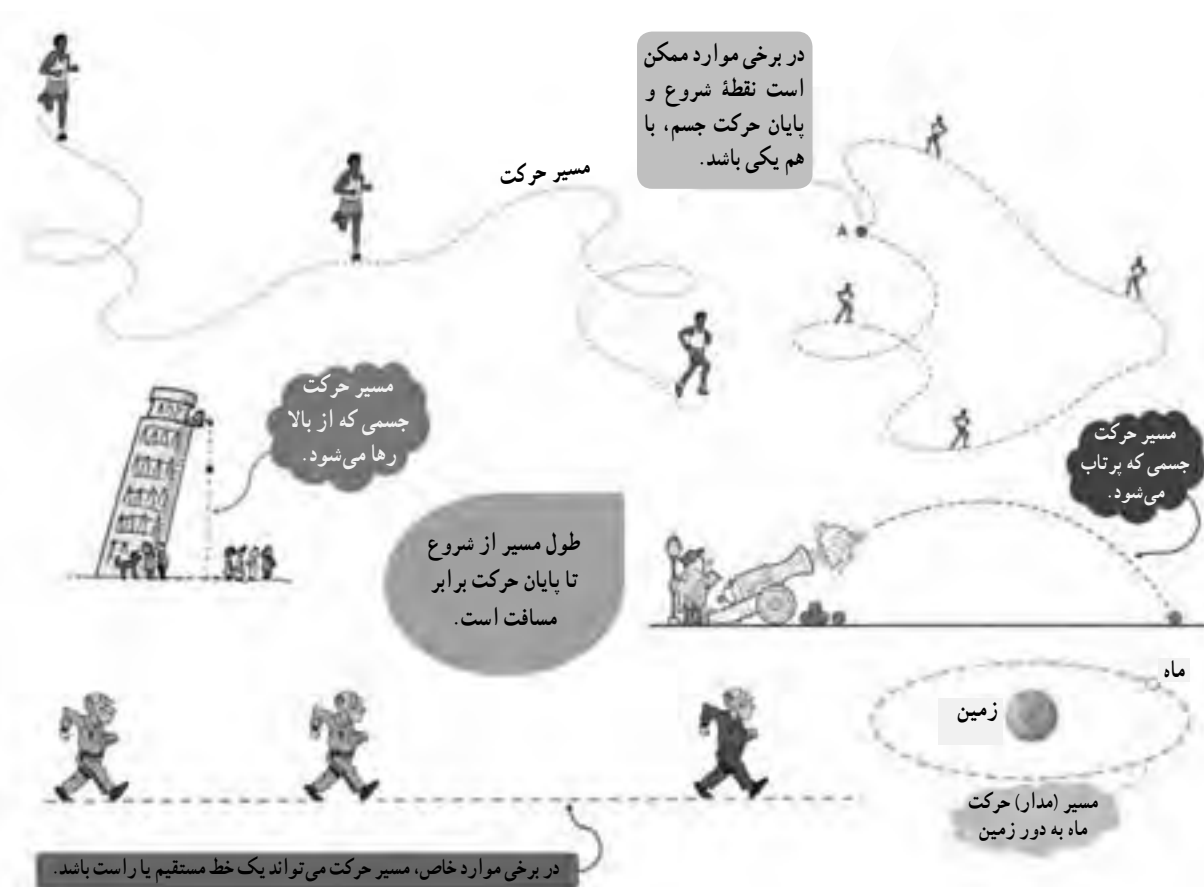 در برخی موارد ممکن
است نقطهٔ شروع و
پایان حرکت جسم، با
هم یکی باشد.
مسیر حرکت
A
مسیر حرکت
جسمی که از بالا
رها می‌شود.
مسیر حرکت
جسمی که پرتاب
می‌شود.
طول مسیر از شروع
تا پایان حرکت برابر
مسافت است.
ماه
زمین
مسیر (مدار) حرکت
ماه به دور زمین
در برخی موارد خاص، مسیر حرکت می‌تواند یک خط مستقیم یا راست باشد.